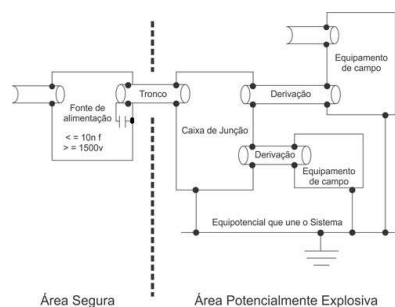 Equipamento
de campo
Tronco
Derivação
Fonte de
alimentação
Caixa de Junção
< = 10n f
> = 1500v
Derivação
Equipamento
de campo
Equipotencial que une o Sistema
Área Segura
Área Potencialmente Explosiva